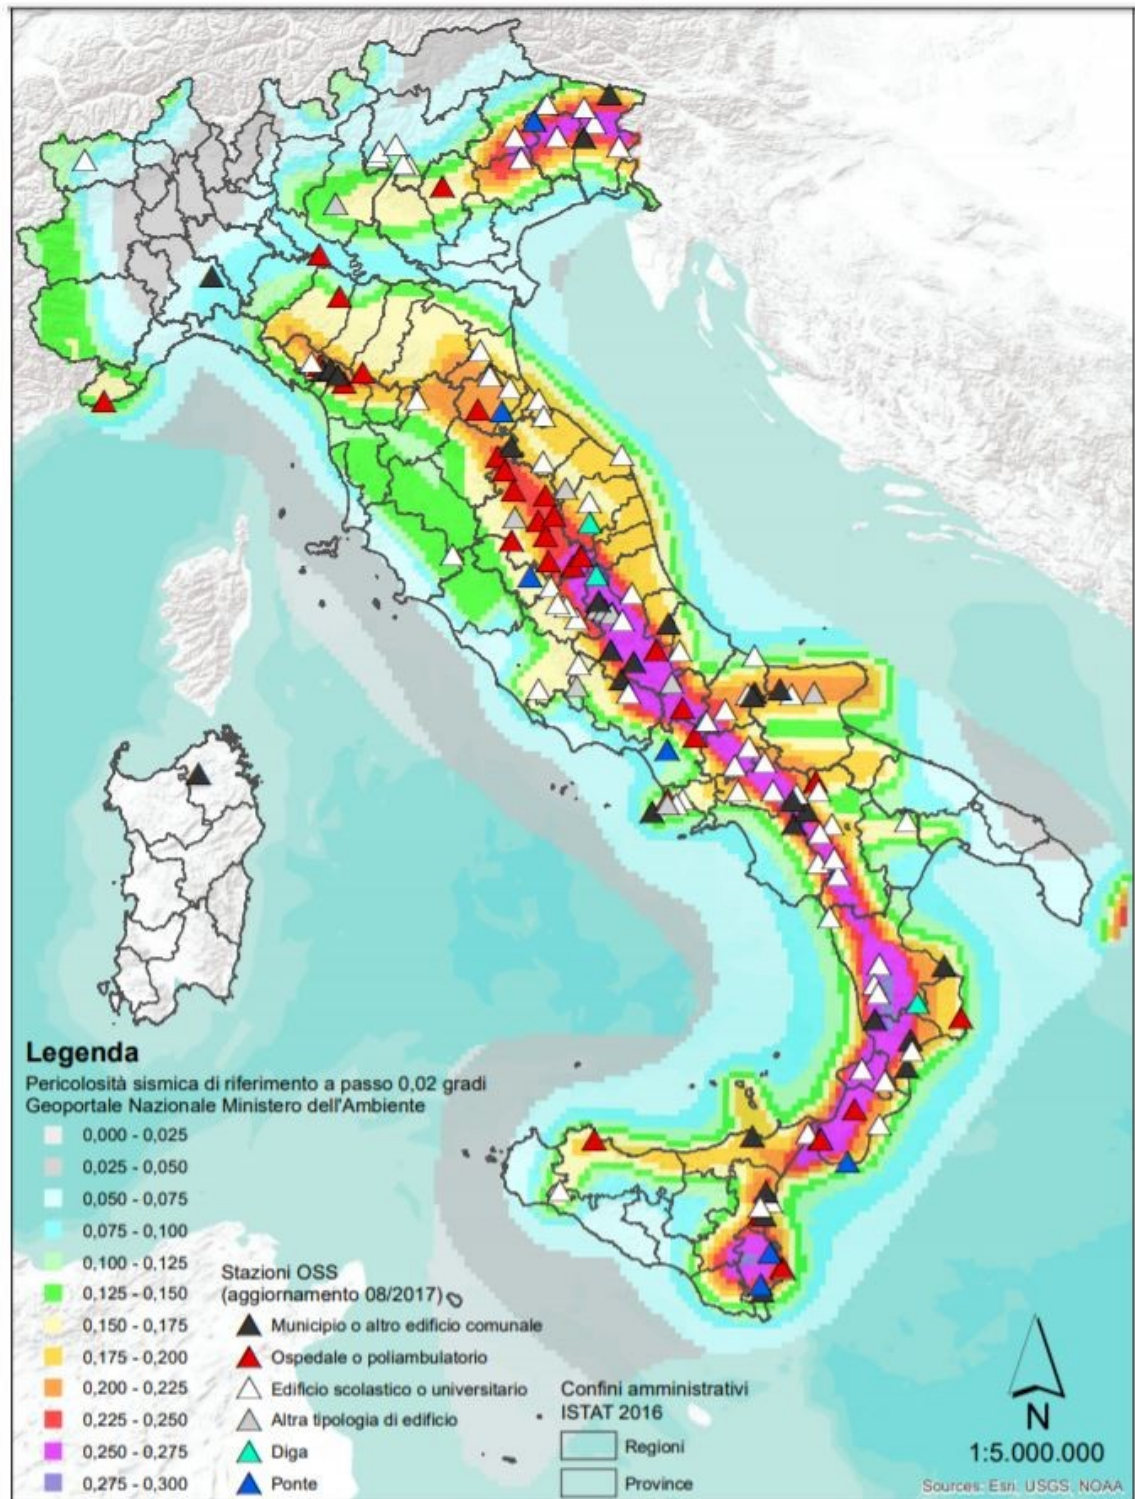 Legenda
Pericolosità sismica di riferimento a passo 0,02 gradi
Geoportale Nazionale Ministero dell'Ambiente
0,000 - 0,025
0,025 - 0,050
0,050 - 0,075
0,075 - 0,100
0,100 - 0,125
0,125 - 0,150
0,150 - 0,175
0,175 - 0,200
0,200 - 0,225
0,225 - 0,250
0,250 - 0,275
0,275 - 0,300
Stazioni OSS
(aggiornamento 08/2017)
Municipio o altro edificio comunale
Ospedale o poliambulatorio
Edificio scolastico o universitario
Altra tipologia di edificio
Diga
Ponte
Confini amministrativi
ISTAT 2016
Regioni
Province
N
1:5.000.000
Sources: Esri, USGS, NOAA